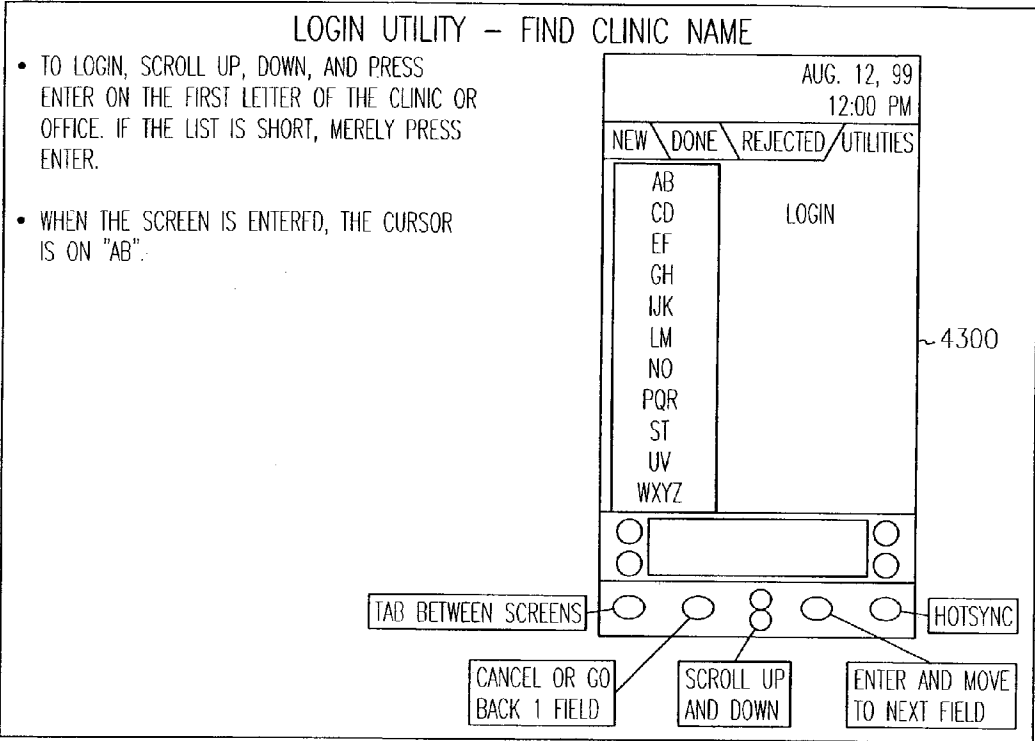 LOGIN UTILITY – FIND CLINIC NAME
• TO LOGIN, SCROLL UP, DOWN, AND PRESS
ENTER ON THE FIRST LETTER OF THE CLINIC OR
OFFICE. IF THE LIST IS SHORT, MERELY PRESS
ENTER.
• WHEN THE SCREEN IS ENTERED, THE CURSOR
IS ON "AB".
AUG. 12, 99
12:00 PM
NEW DONE REJECTED UTILITIES
AB
CD
EF
GH
IJK
LM
NO
PQR
ST
UV
WXYZ
LOGIN
4300
TAB BETWEEN SCREENS
HOTSYNC
CANCEL OR GO
BACK 1 FIELD
SCROLL UP
AND DOWN
ENTER AND MOVE
TO NEXT FIELD